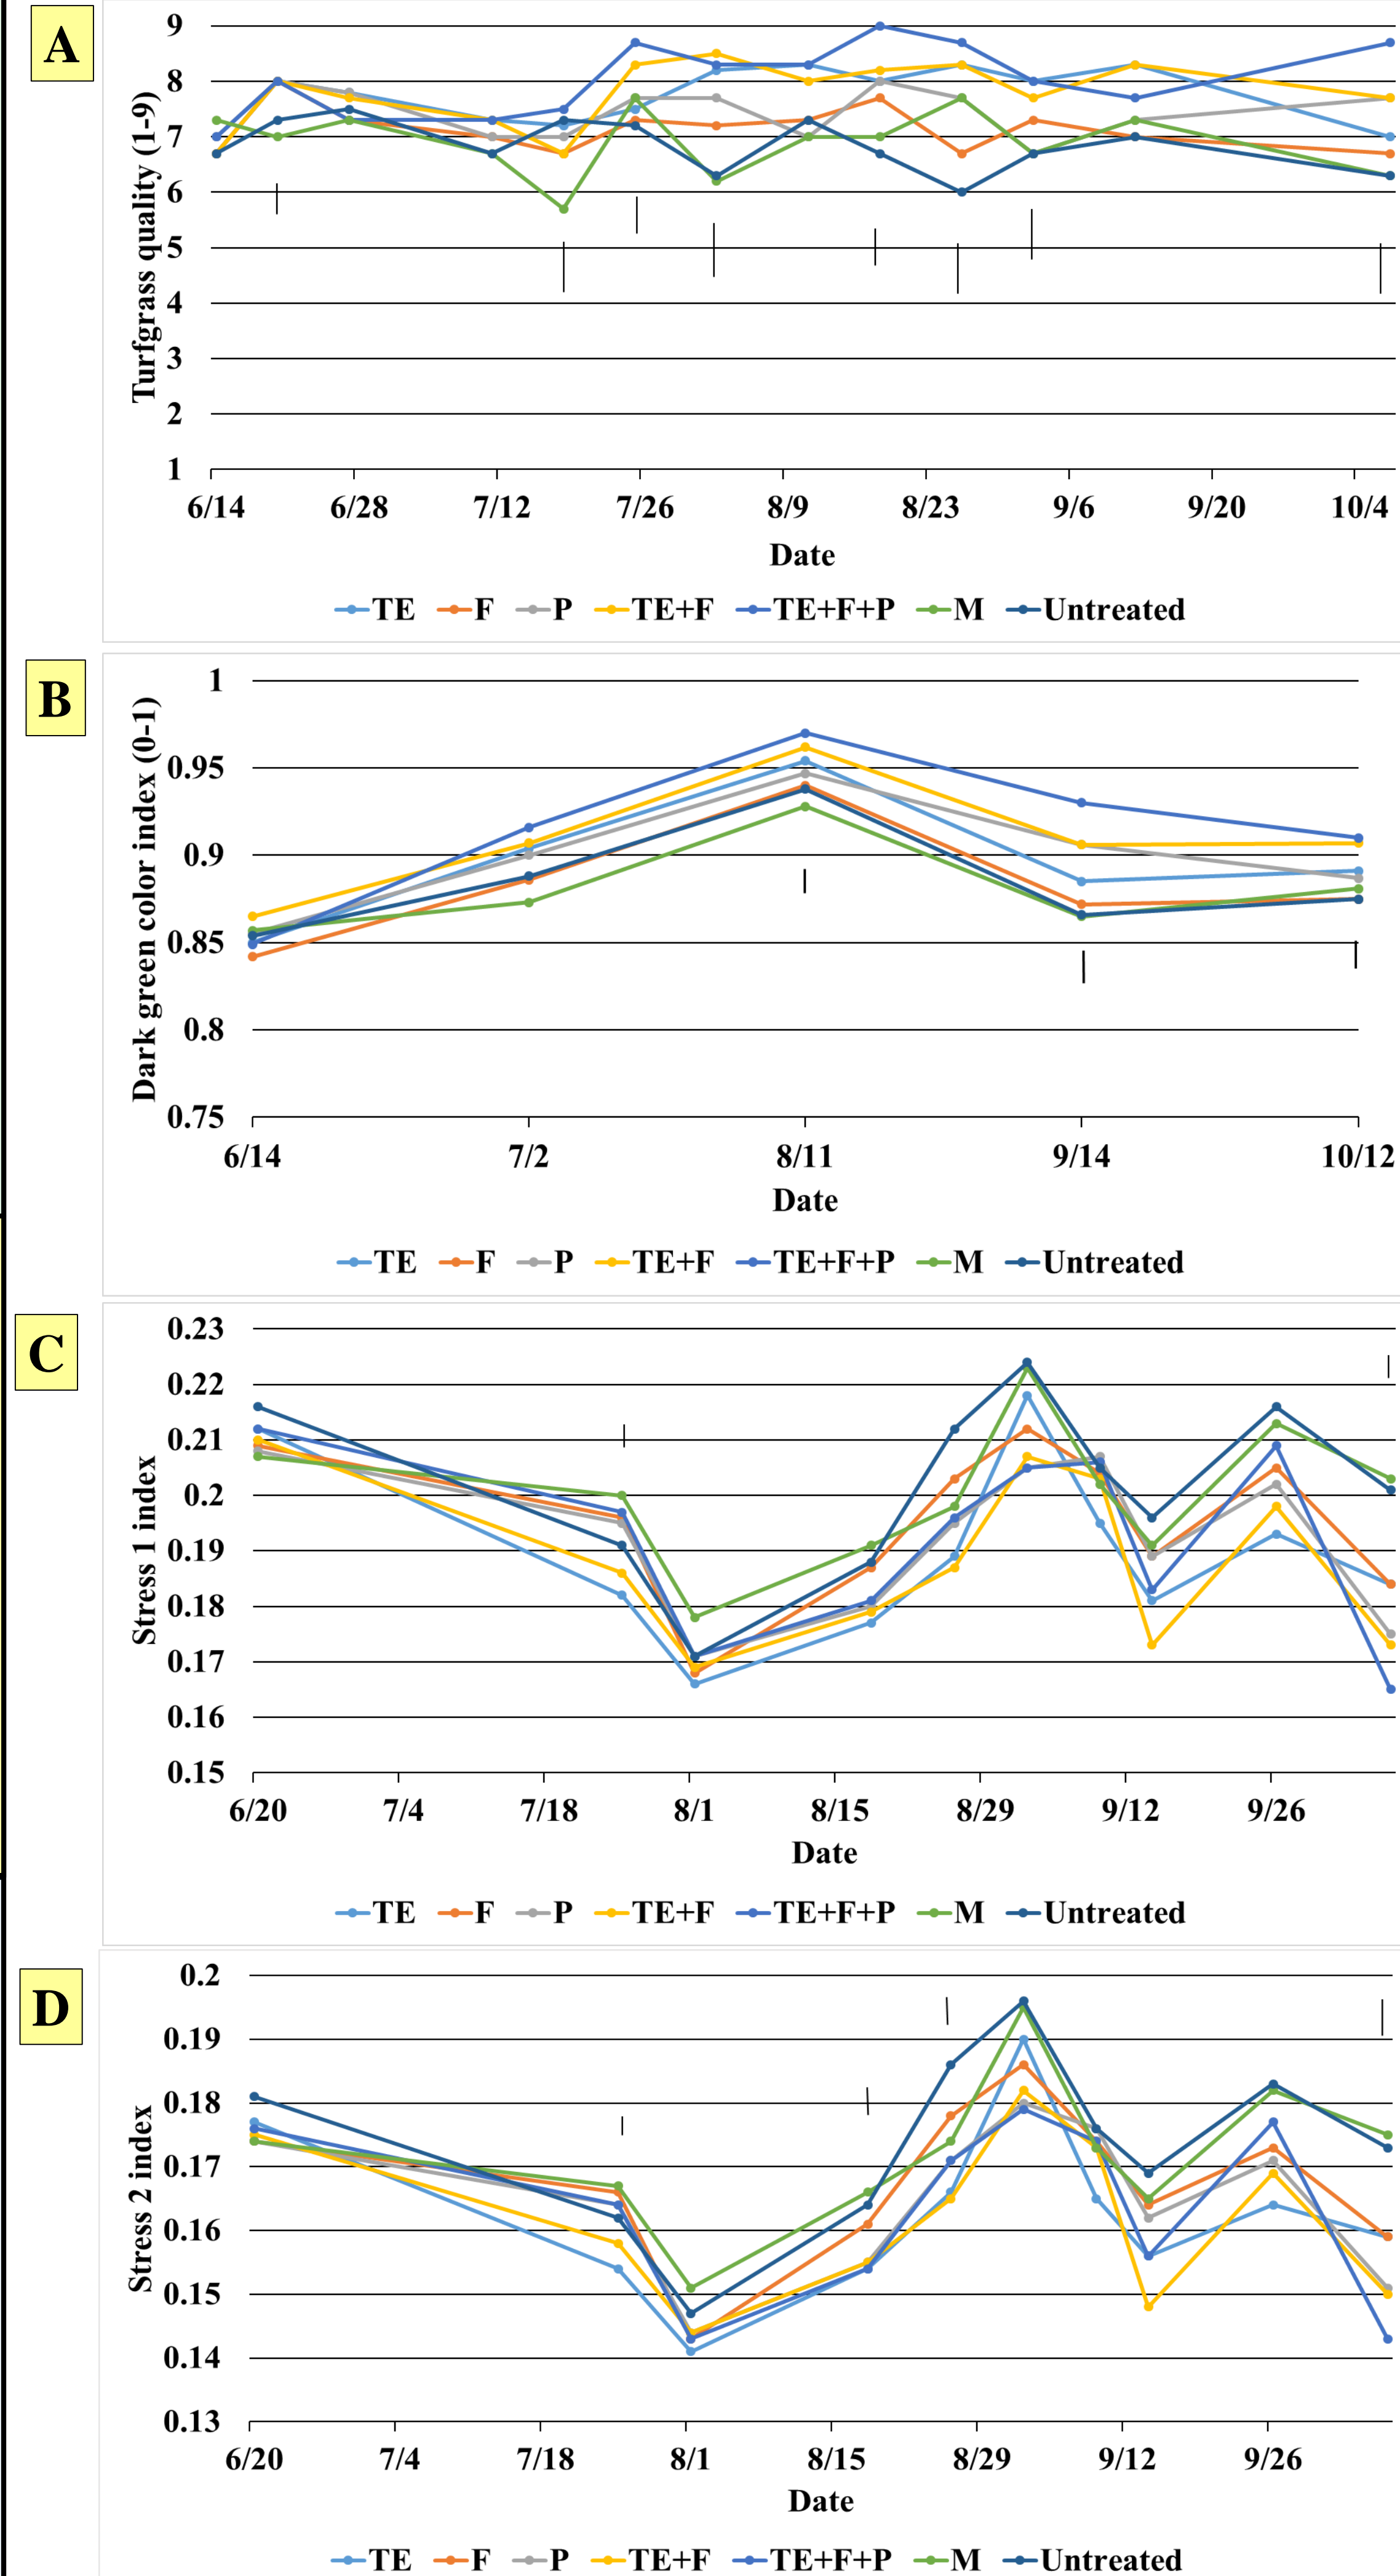 A
Turfgrass quality (1-9)
9
8
7
6
5
4
3
2
1
6/14 6/28 7/12 7/26 8/9 8/23 9/6 9/20 10/4
Date
TE F P TE+F TE+F+P M Untreated
B
Dark green color index (0-1)
1
0.95
0.9
0.85
0.8
0.75
6/14 7/2 8/11 9/14 10/12
Date
TE F P TE+F TE+F+P M Untreated
C
Stress 1 index
0.23
0.22
0.21
0.2
0.19
0.18
0.17
0.16
0.15
6/20 7/4 7/18 8/1 8/15 8/29 9/12 9/26
Date
TE F P TE+F TE+F+P M Untreated
D
Stress 2 index
0.2
0.19
0.18
0.17
0.16
0.15
0.14
0.13
6/20 7/4 7/18 8/1 8/15 8/29 9/12 9/26
Date
TE F P TE+F TE+F+P M Untreated